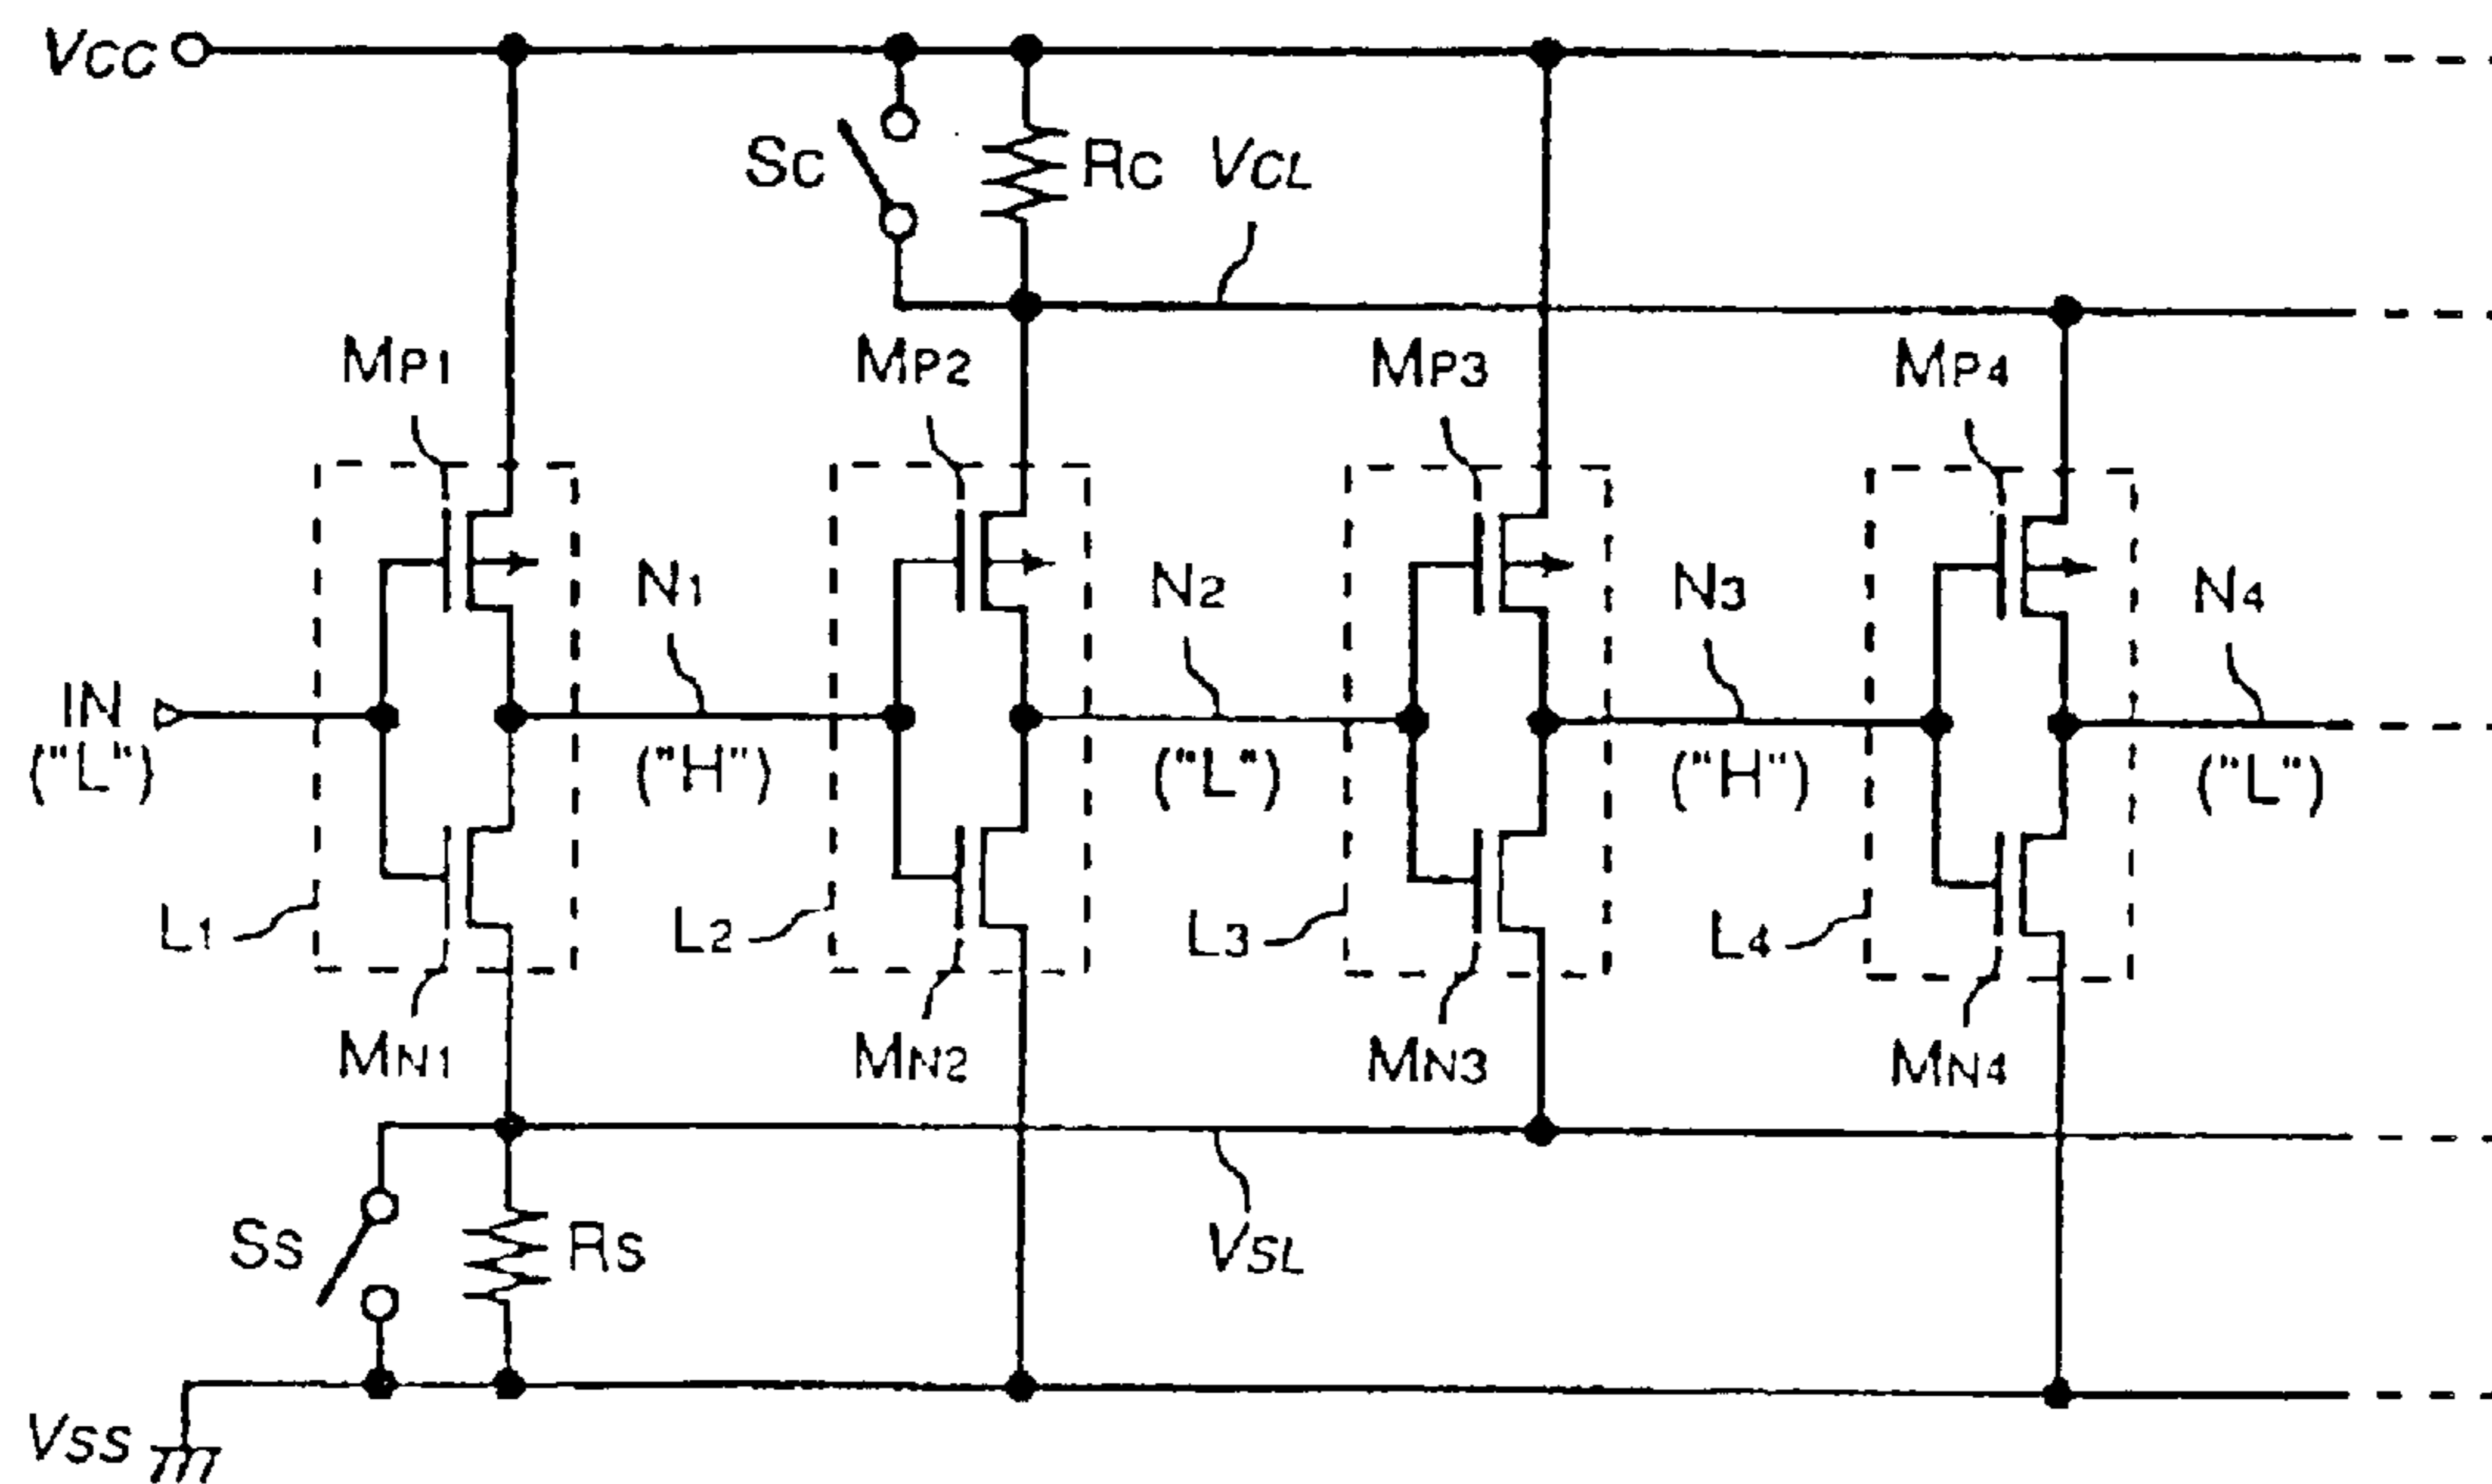 VCC
SC
RC
VCL
MP1
MP2
MP3
MP4
N1
N2
N3
N4
IN
("L")
("H")
("L")
("H")
("L")
L1
L2
L3
L4
MN1
MN2
MN3
MN4
SS
RS
VSL
VSS